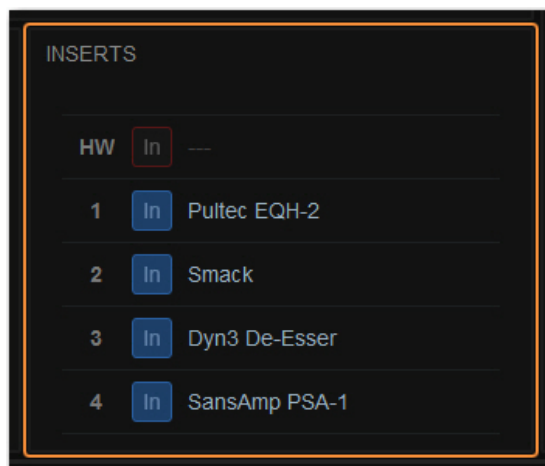 INSERTS
HW In ---
1 In Pultec EQH-2
2 In Smack
3 In Dyn3 De-Esser
4 In SansAmp PSA-1